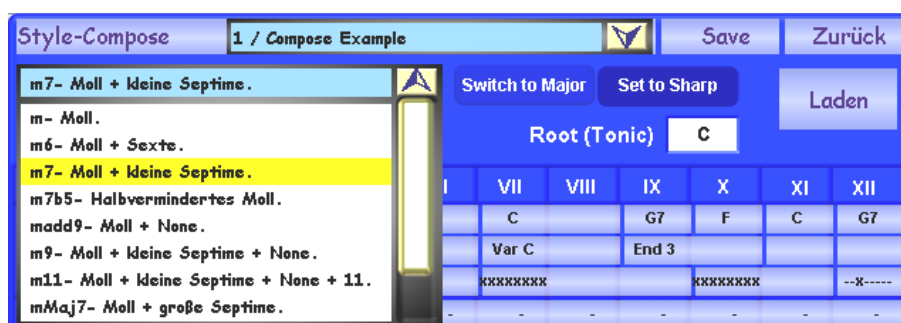 Style-Compose 1 / Compose Example Save Zurück
m7- Moll + kleine Septime. Switch to Major Set to Sharp Laden
m- Moll. Root (Tonic) C
m6- Moll + Sexte.
m7- Moll + kleine Septime. I VII VIII IX X XI XII
m7b5- Halbvermindertes Moll. C G7 F C G7
madd9- Moll + None.
m9- Moll + kleine Septime + None. Var C End 3
m11- Moll + kleine Septime + None + 11. xxxxxxxx xxxxxxxx --x-----
mMaj7- Moll + große Septime. - - - - - - -